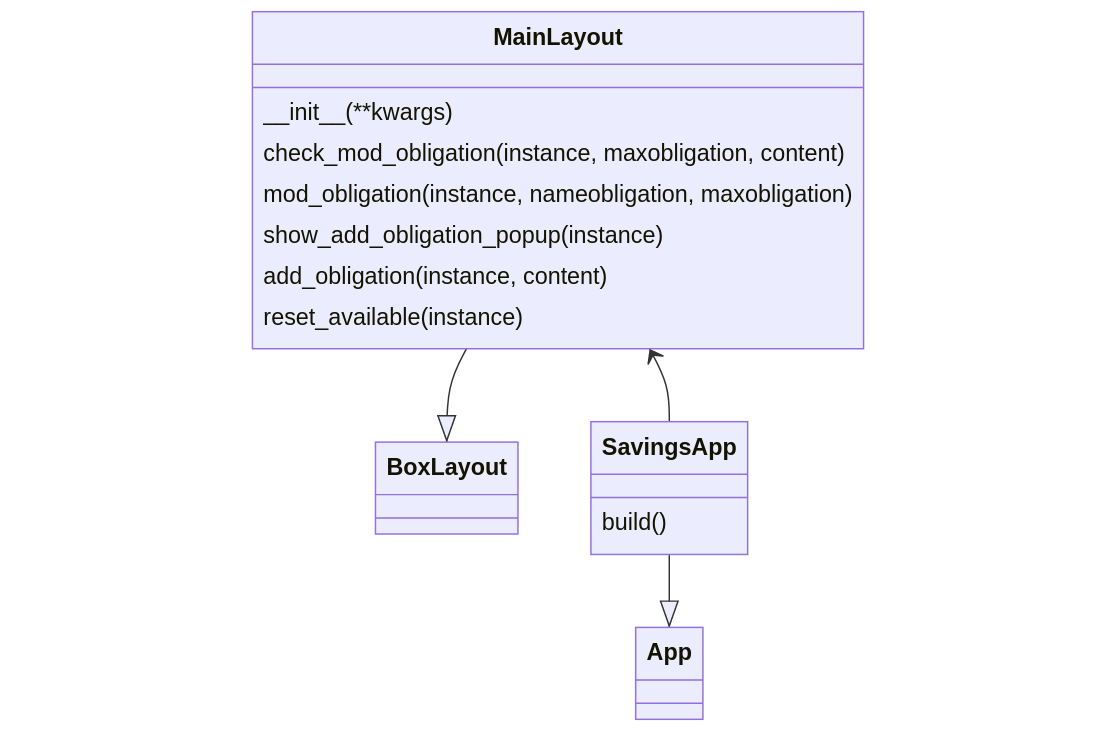 MainLayout
__init__(**kwargs)
check_mod_obligation(instance, maxobligation, content)
mod_obligation(instance, nameobligation, maxobligation)
show_add_obligation_popup(instance)
add_obligation(instance, content)
reset_available(instance)
BoxLayout
SavingsApp
build()
App